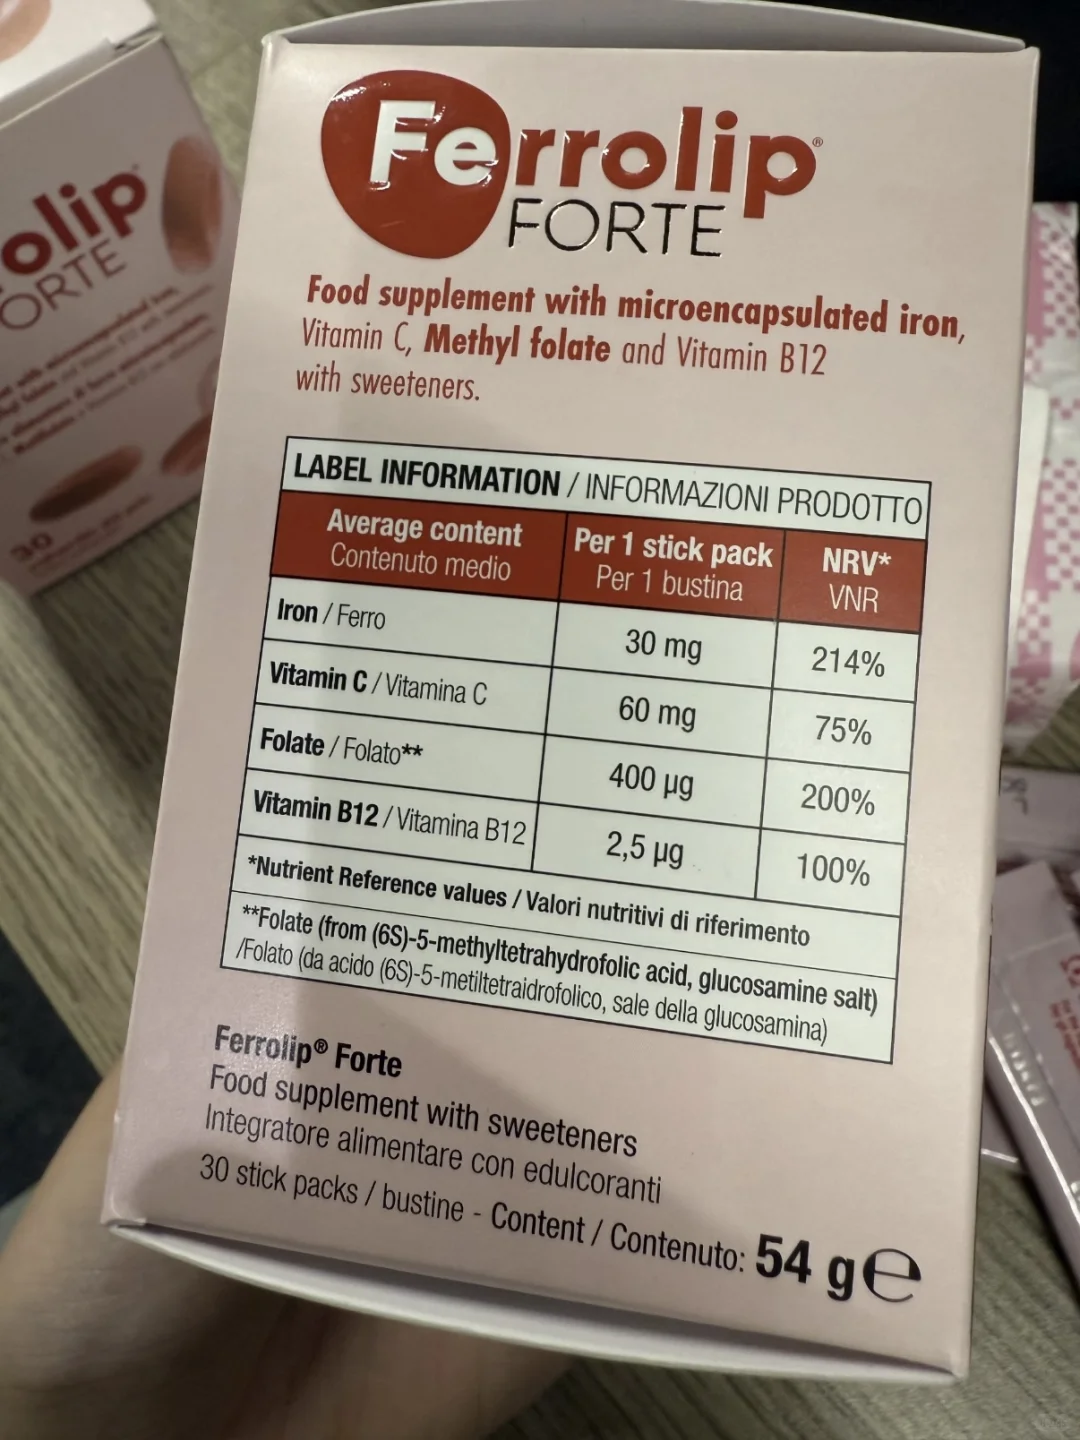 Ferrolip®
FORTE
Food supplement with microencapsulated iron,
Vitamin C, Methyl folate and Vitamin B12
with sweeteners.
LABEL INFORMATION / INFORMAZIONI PRODOTTO
Average content Per 1 stick pack NRV*
Contenuto medio Per 1 bustina VNR
Iron / Ferro 30 mg 214%
Vitamin C / Vitamina C 60 mg 75%
Folate / Folato** 400 µg 200%
Vitamin B12 / Vitamina B12 2,5 µg 100%
*Nutrient Reference values / Valori nutritivi di riferimento
**Folate (from (6S)-5-methyltetrahydrofolic acid, glucosamine salt)
/Folato (da acido (6S)-5-metiltetraidrofolico, sale della glucosamina)
Ferrolip® Forte
Food supplement with sweeteners
Integratore alimentare con edulcoranti
30 stick packs / bustine - Content / Contenuto: 54 g ℮
olip
ORTE
30